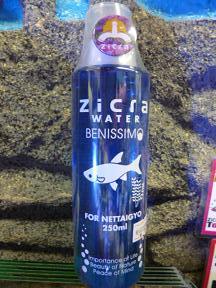 zicra
zicra
WATER
BENISSIMO
FOR NETTAIGYO
250ml
Importance of Life
Beauty of Nature
Peace of Mind